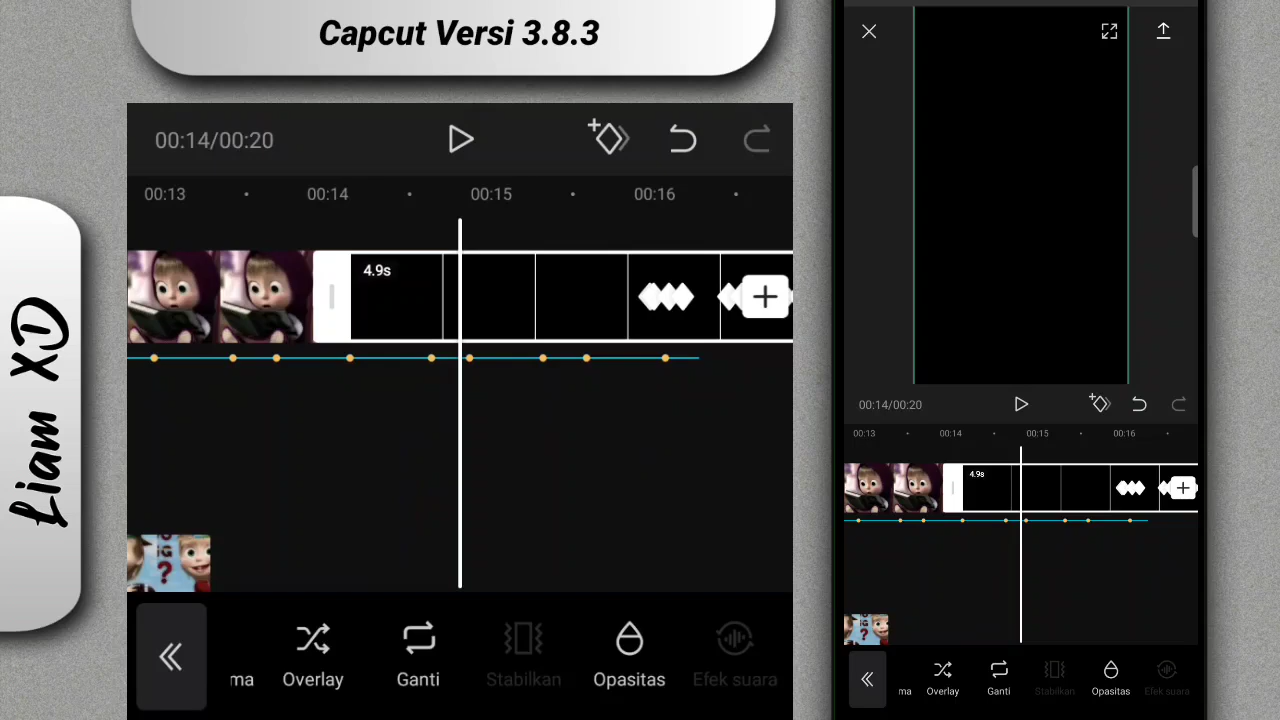 Capcut Versi 3.8.3
Liam XD
00:14/00:20
00:13
00:14
00:15
00:16
4.9s
?
ma
Overlay
Ganti
Stabilkan
Opasitas
Efek suara
00:14/00:20
00:13
00:14
00:15
00:16
4.9s
?
ma
Overlay
Ganti
Stabilkan
Opasitas
Efek suara